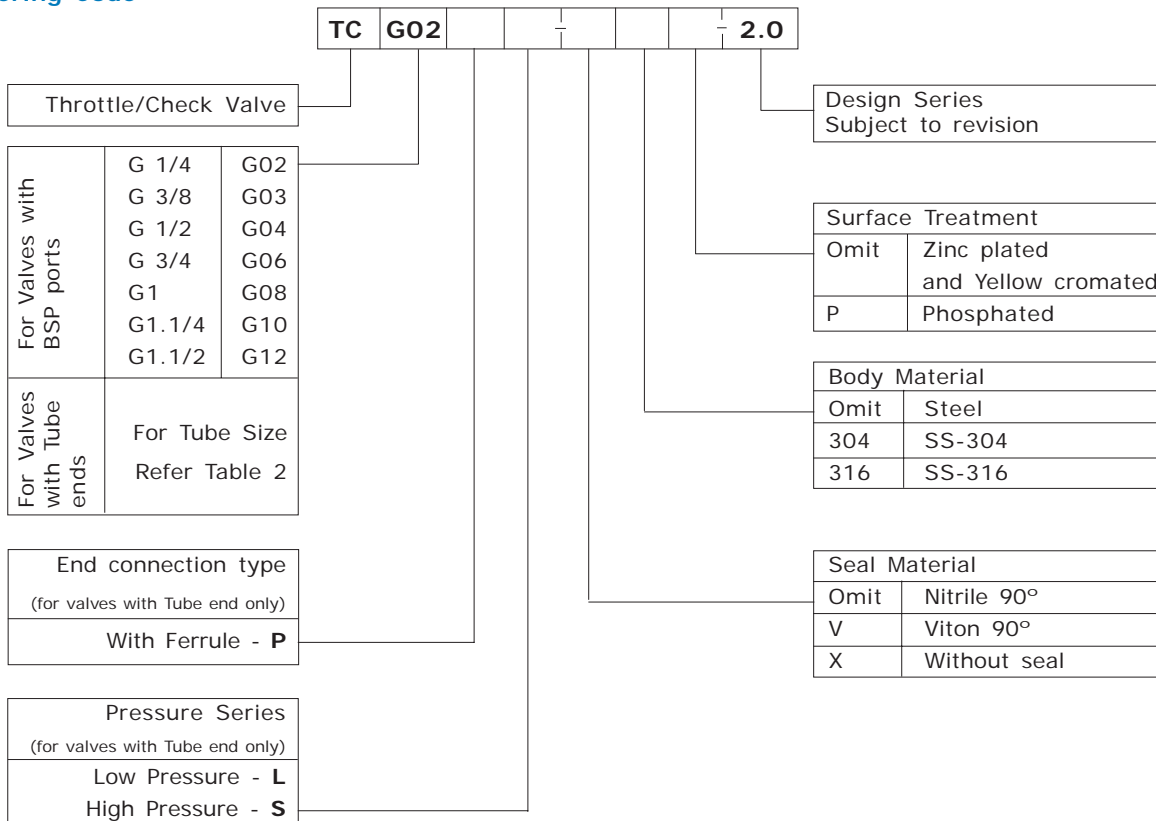 TC G02 - - 2.0
Throttle/Check Valve
For Valves with
BSP ports
G 1/4 G02
G 3/8 G03
G 1/2 G04
G 3/4 G06
G1 G08
G1.1/4 G10
G1.1/2 G12
For Valves
with Tube
ends
For Tube Size
Refer Table 2
End connection type
(for valves with Tube end only)
With Ferrule - P
Pressure Series
(for valves with Tube end only)
Low Pressure - L
High Pressure - S
Design Series
Subject to revision
Surface Treatment
Omit Zinc plated
and Yellow cromated
P Phosphated
Body Material
Omit Steel
304 SS-304
316 SS-316
Seal Material
Omit Nitrile 90°
V Viton 90°
X Without seal